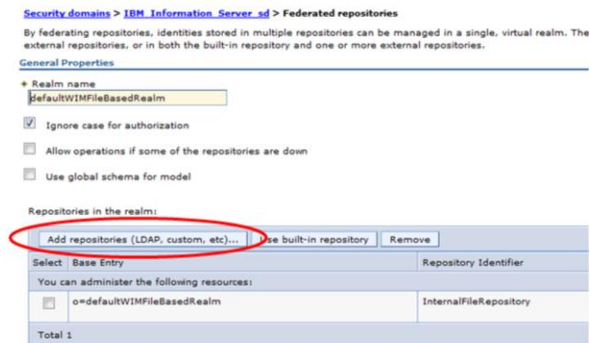 Security domains > IBM_Information_Server_sd > Federated repositories
By federating repositories, identities stored in multiple repositories can be managed in a single, virtual realm. The
external repositories, or in both the built-in repository and one or more external repositories.
General Properties
Realm name
defaultWIMFileBasedRealm
Ignore case for authorization
Allow operations if some of the repositories are down
Use global schema for model
Repositories in the realm:
Add repositories (LDAP, custom, etc)... Use built-in repository Remove
Select Base Entry Repository Identifier
You can administer the following resources:
o=defaultWIMFileBasedRealm InternalFileRepository
Total 1